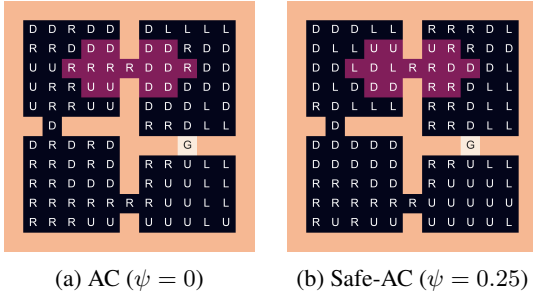 D D R D D D L L L L
R R D D D D D R D D
U U R R R R D D R D D
U R R U U D D D D D
U R R U U D D D D L
D R R D L L
D R D R D G
R R D R D R R U L L
R R R D D R U U L L
R R R R R R U U U L L
R R R U U U U U L U
(a) AC (ψ = 0)
D D D L L R R R D L
D L L U U U R D D D
D D L D L R R D D D L
D L L D D R R D D L
R D L L L R R D D L
D R R D L L
D D D D D G
D D D D D R R U L L
R R R D D R U U U U
R R R R R R U U U U U
R R R R U U U U U U
(b) Safe-AC (ψ = 0.25)